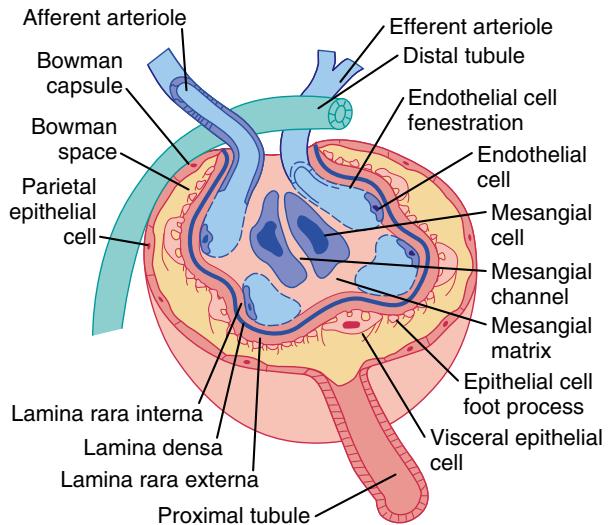 Afferent arteriole
Bowman
capsule
Bowman
space
Parietal
epithelial
cell
Efferent arteriole
Distal tubule
Endothelial cell
fenestration
Endothelial
cell
Mesangial
cell
Mesangial
channel
Mesangial
matrix
Epithelial cell
foot process
Visceral epithelial
cell
Lamina rara interna
Lamina densa
Lamina rara externa
Proximal tubule